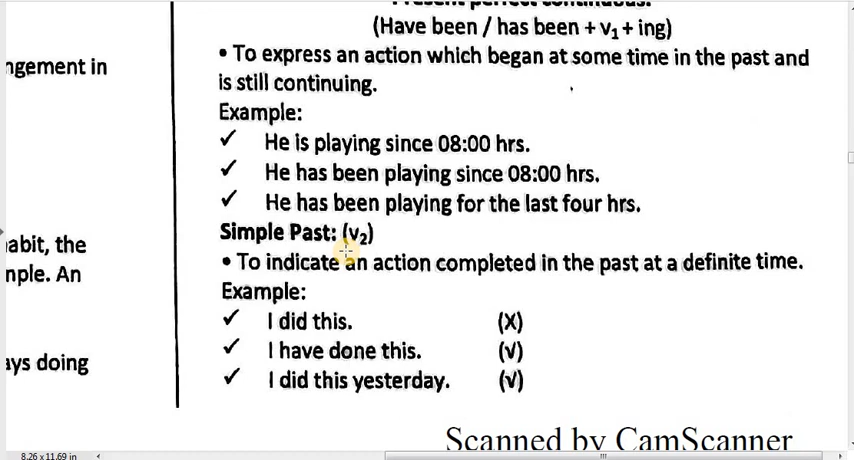 Present perfect continuous:
(Have been / has been + v₁ + ing)
ngement in
• To express an action which began at some time in the past and
is still continuing.
Example:
✓ He is playing since 08:00 hrs.
✓ He has been playing since 08:00 hrs.
✓ He has been playing for the last four hrs.
Simple Past: (v₂)
abit, the
• To indicate an action completed in the past at a definite time.
nple. An
Example:
✓ I did this. (X)
✓ I have done this. (√)
ays doing
✓ I did this yesterday. (√)
Scanned by CamScanner
8.26 x 11.69 in